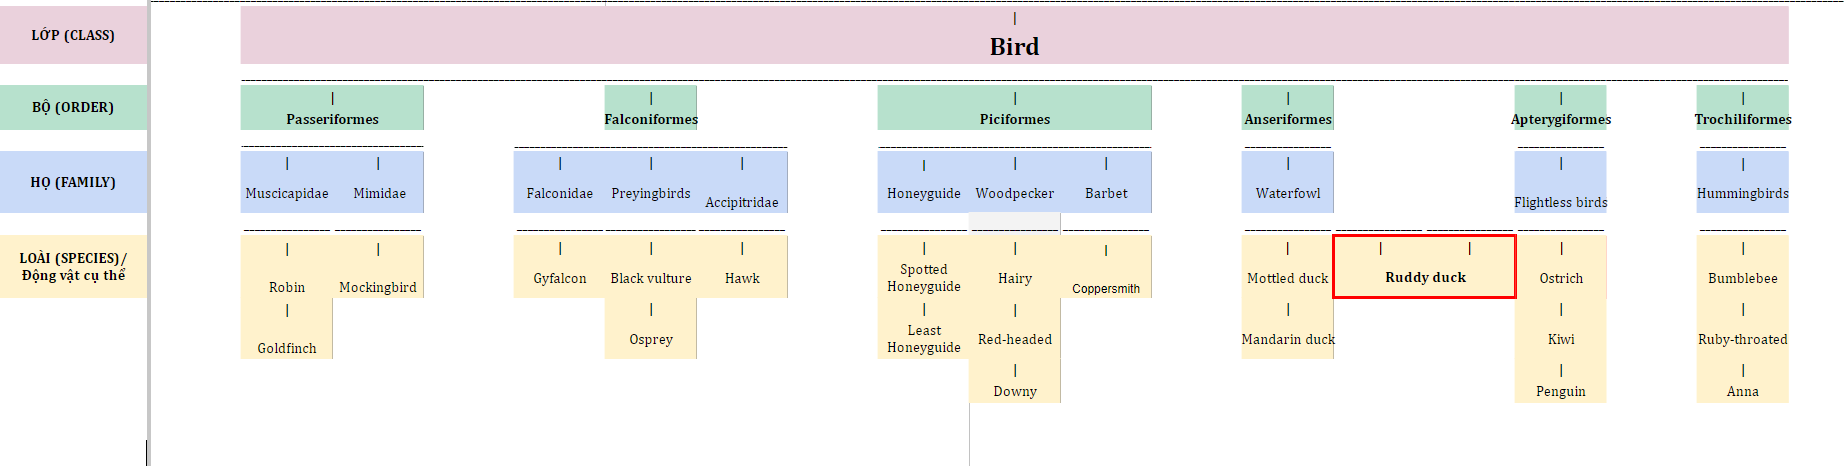 LỚP (CLASS)
Bird
BỘ (ORDER)
Passeriformes
Falconiformes
Piciformes
Anseriformes
Apterygiformes
Trochiliformes
HỌ (FAMILY)
Muscicapidae
Mimidae
Falconidae
Preyingbirds
Accipitridae
Honeyguide
Woodpecker
Barbet
Waterfowl
Flightless birds
Hummingbirds
LOÀI (SPECIES)/
Động vật cụ thể
Robin
Mockingbird
Gyfalcon
Black vulture
Hawk
Spotted
Honeyguide
Hairy
Coppersmith
Mottled duck
Ruddy duck
Ostrich
Bumblebee
Goldfinch
Osprey
Least
Honeyguide
Red-headed
Mandarin duck
Kiwi
Ruby-throated
Downy
Penguin
Anna